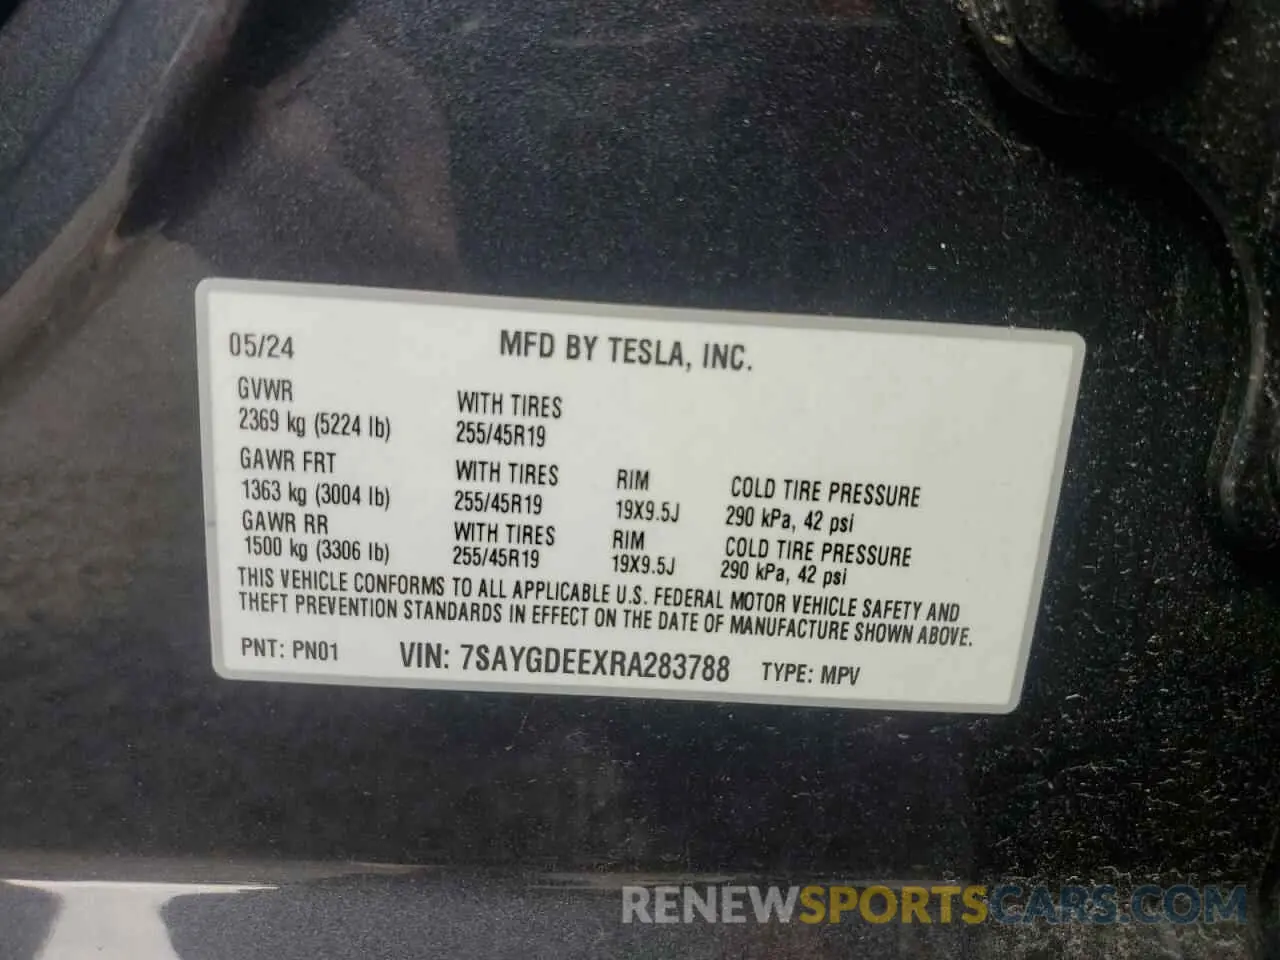 05/24 MFD BY TESLA, INC.
GVWR
2369 kg (5224 lb) WITH TIRES
255/45R19
GAWR FRT
1363 kg (3004 lb) WITH TIRES
255/45R19 RIM
19X9.5J COLD TIRE PRESSURE
290 kPa, 42 psi
GAWR RR
1500 kg (3306 lb) WITH TIRES
255/45R19 RIM
19X9.5J COLD TIRE PRESSURE
290 kPa, 42 psi
THIS VEHICLE CONFORMS TO ALL APPLICABLE U.S. FEDERAL MOTOR VEHICLE SAFETY AND
THEFT PREVENTION STANDARDS IN EFFECT ON THE DATE OF MANUFACTURE SHOWN ABOVE.
PNT: PN01 VIN: 7SAYGDEEXRA283788 TYPE: MPV
RENEWSPORTSCARS.COM